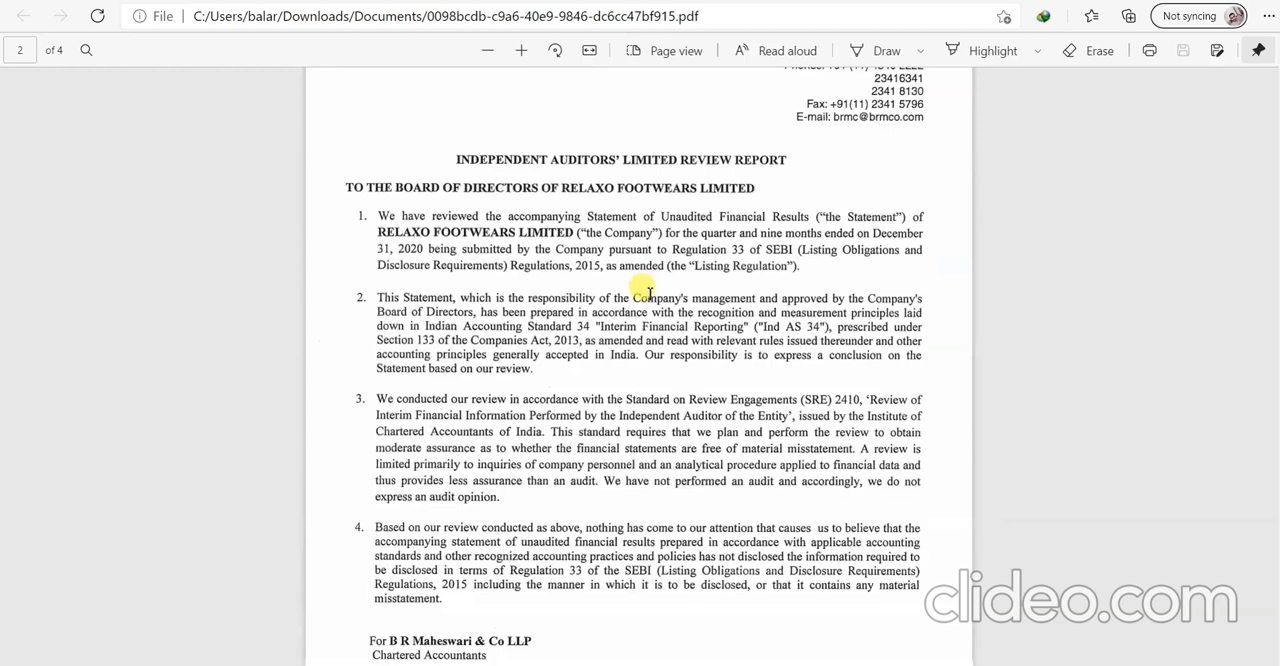 File C:/Users/balar/Downloads/Documents/0098bcdb-c9a6-40e9-9846-dc6cc47bf915.pdf Not syncing
2 of 4 Page view Read aloud Draw Highlight Erase
23416341
2341 8130
Fax: +91(11) 2341 5796
E-mail: brmc@brmco.com
INDEPENDENT AUDITORS' LIMITED REVIEW REPORT
TO THE BOARD OF DIRECTORS OF RELAXO FOOTWEARS LIMITED
1. We have reviewed the accompanying Statement of Unaudited Financial Results ("the Statement") of
RELAXO FOOTWEARS LIMITED ("the Company") for the quarter and nine months ended on December
31, 2020 being submitted by the Company pursuant to Regulation 33 of SEBI (Listing Obligations and
Disclosure Requirements) Regulations, 2015, as amended (the "Listing Regulation").
2. This Statement, which is the responsibility of the Company's management and approved by the Company's
Board of Directors, has been prepared in accordance with the recognition and measurement principles laid
down in Indian Accounting Standard 34 "Interim Financial Reporting" ("Ind AS 34"), prescribed under
Section 133 of the Companies Act, 2013, as amended and read with relevant rules issued thereunder and other
accounting principles generally accepted in India. Our responsibility is to express a conclusion on the
Statement based on our review.
3. We conducted our review in accordance with the Standard on Review Engagements (SRE) 2410, 'Review of
Interim Financial Information Performed by the Independent Auditor of the Entity', issued by the Institute of
Chartered Accountants of India. This standard requires that we plan and perform the review to obtain
moderate assurance as to whether the financial statements are free of material misstatement. A review is
limited primarily to inquiries of company personnel and an analytical procedure applied to financial data and
thus provides less assurance than an audit. We have not performed an audit and accordingly, we do not
express an audit opinion.
4. Based on our review conducted as above, nothing has come to our attention that causes us to believe that the
accompanying statement of unaudited financial results prepared in accordance with applicable accounting
standards and other recognized accounting practices and policies has not disclosed the information required to
be disclosed in terms of Regulation 33 of the SEBI (Listing Obligations and Disclosure Requirements)
Regulations, 2015 including the manner in which it is to be disclosed, or that it contains any material
misstatement.
For B R Maheswari & Co LLP
Chartered Accountants
clideo.com